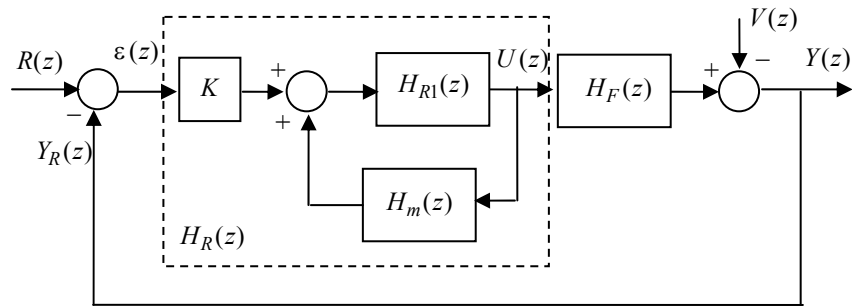 V(z)
R(z)
ε(z)
K
+
+
H_{R1}(z)
U(z)
H_F(z)
+
−
Y(z)
−
Y_R(z)
H_m(z)
H_R(z)